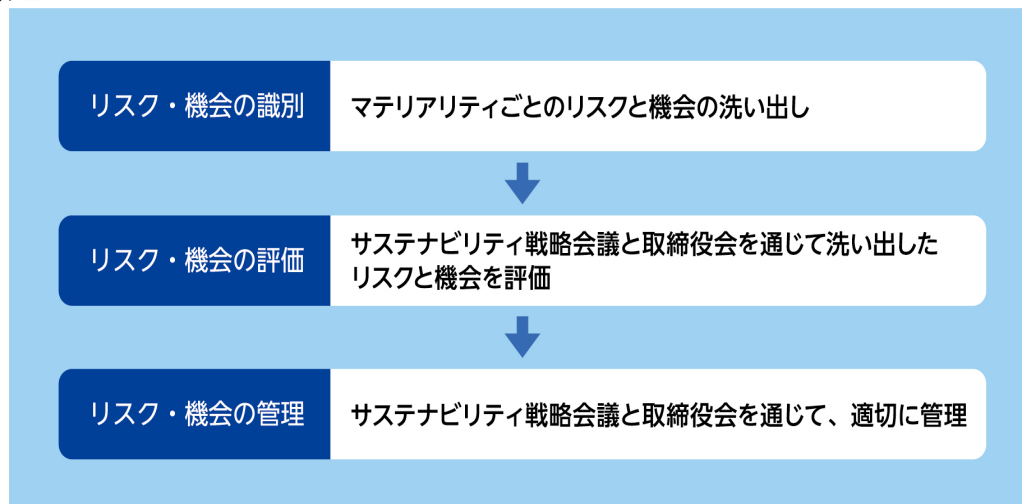 リスク・機会の識別
マテリアリティごとのリスクと機会の洗い出し
リスク・機会の評価
サステナビリティ戦略会議と取締役会を通じて洗い出した
リスクと機会を評価
リスク・機会の管理
サステナビリティ戦略会議と取締役会を通じて、適切に管理